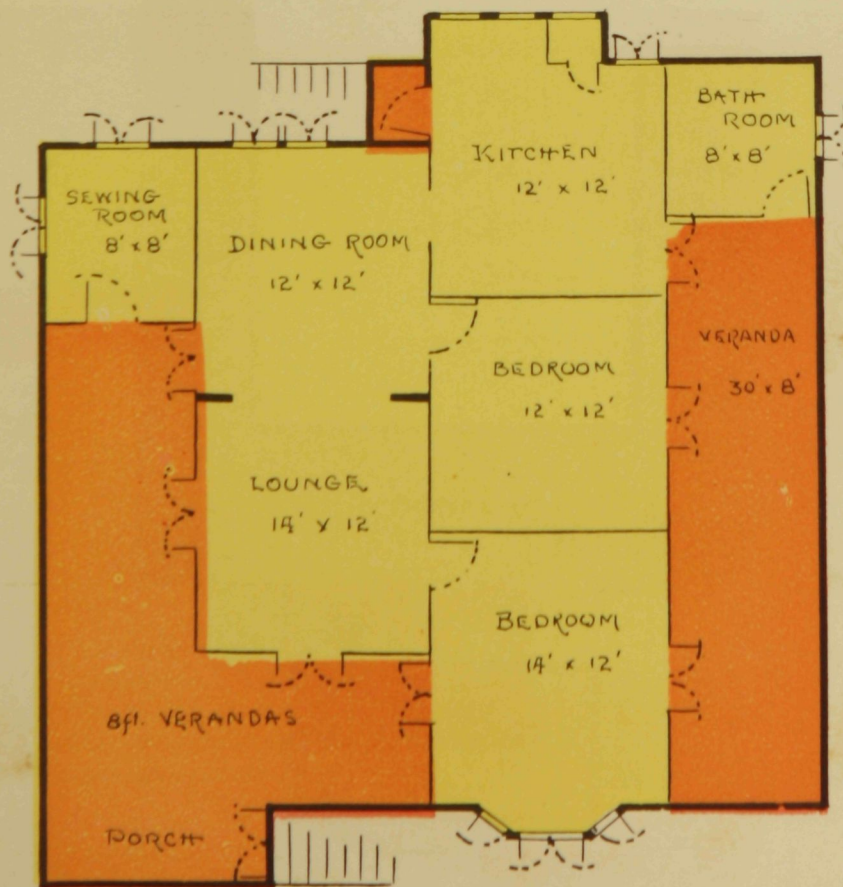 BATH
ROOM
8' x 8'
KITCHEN
12' x 12'
SEWING
ROOM
8' x 8'
DINING ROOM
12' x 12'
VERANDA
30' x 8'
BEDROOM
12' x 12'
LOUNGE
14' x 12'
BEDROOM
14' x 12'
8ft. VERANDAS
PORCH